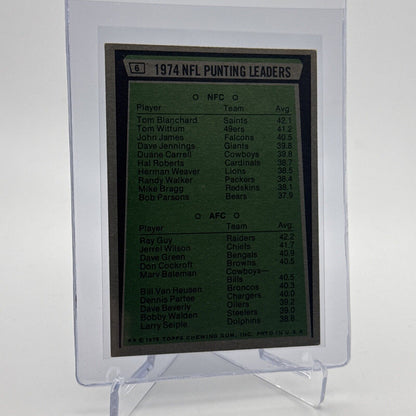 6 1974 NFL PUNTING LEADERS
NFC
Player Team Avg
Tom Blanchard Saints 42.1
Tom Wittum 49ers 41.2
John James Falcons 40.5
Dave Jennings Giants 39.8
Duane Carrell Cowboys 39.8
Hal Roberts Cardinals 38.7
Herman Weaver Lions 38.5
Randy Walker Packers 38.4
Mike Bragg Redskins 38.1
Bob Parsons Bears 37.9
AFC
Player Team Avg.
Ray Guy Raiders 42.2
Jerrel Wilson Chiefs 41.7
Dave Green Bengals 40.9
Don Cockroft Browns 40.5
Marv Bateman Cowboys—
Bills 40.5
Bill Van Heusen Broncos 40.3
Dennis Partee Chargers 40.0
Dave Beverly Oilers 39.2
Bobby Walden Steelers 39.0
Larry Seiple Dolphins 38.8
© 1975 TOPPS CHEWING GUM, INC. PRTD IN U.S.A.